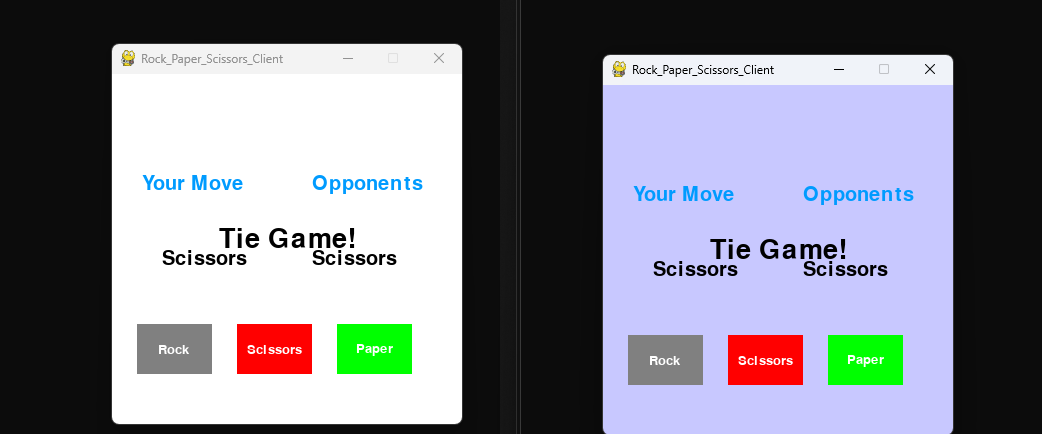 Rock_Paper_Scissors_Client
Your Move Opponents
Tie Game!
Scissors Scissors
Rock Scissors Paper
Rock_Paper_Scissors_Client
Your Move Opponents
Tie Game!
Scissors Scissors
Rock Scissors Paper